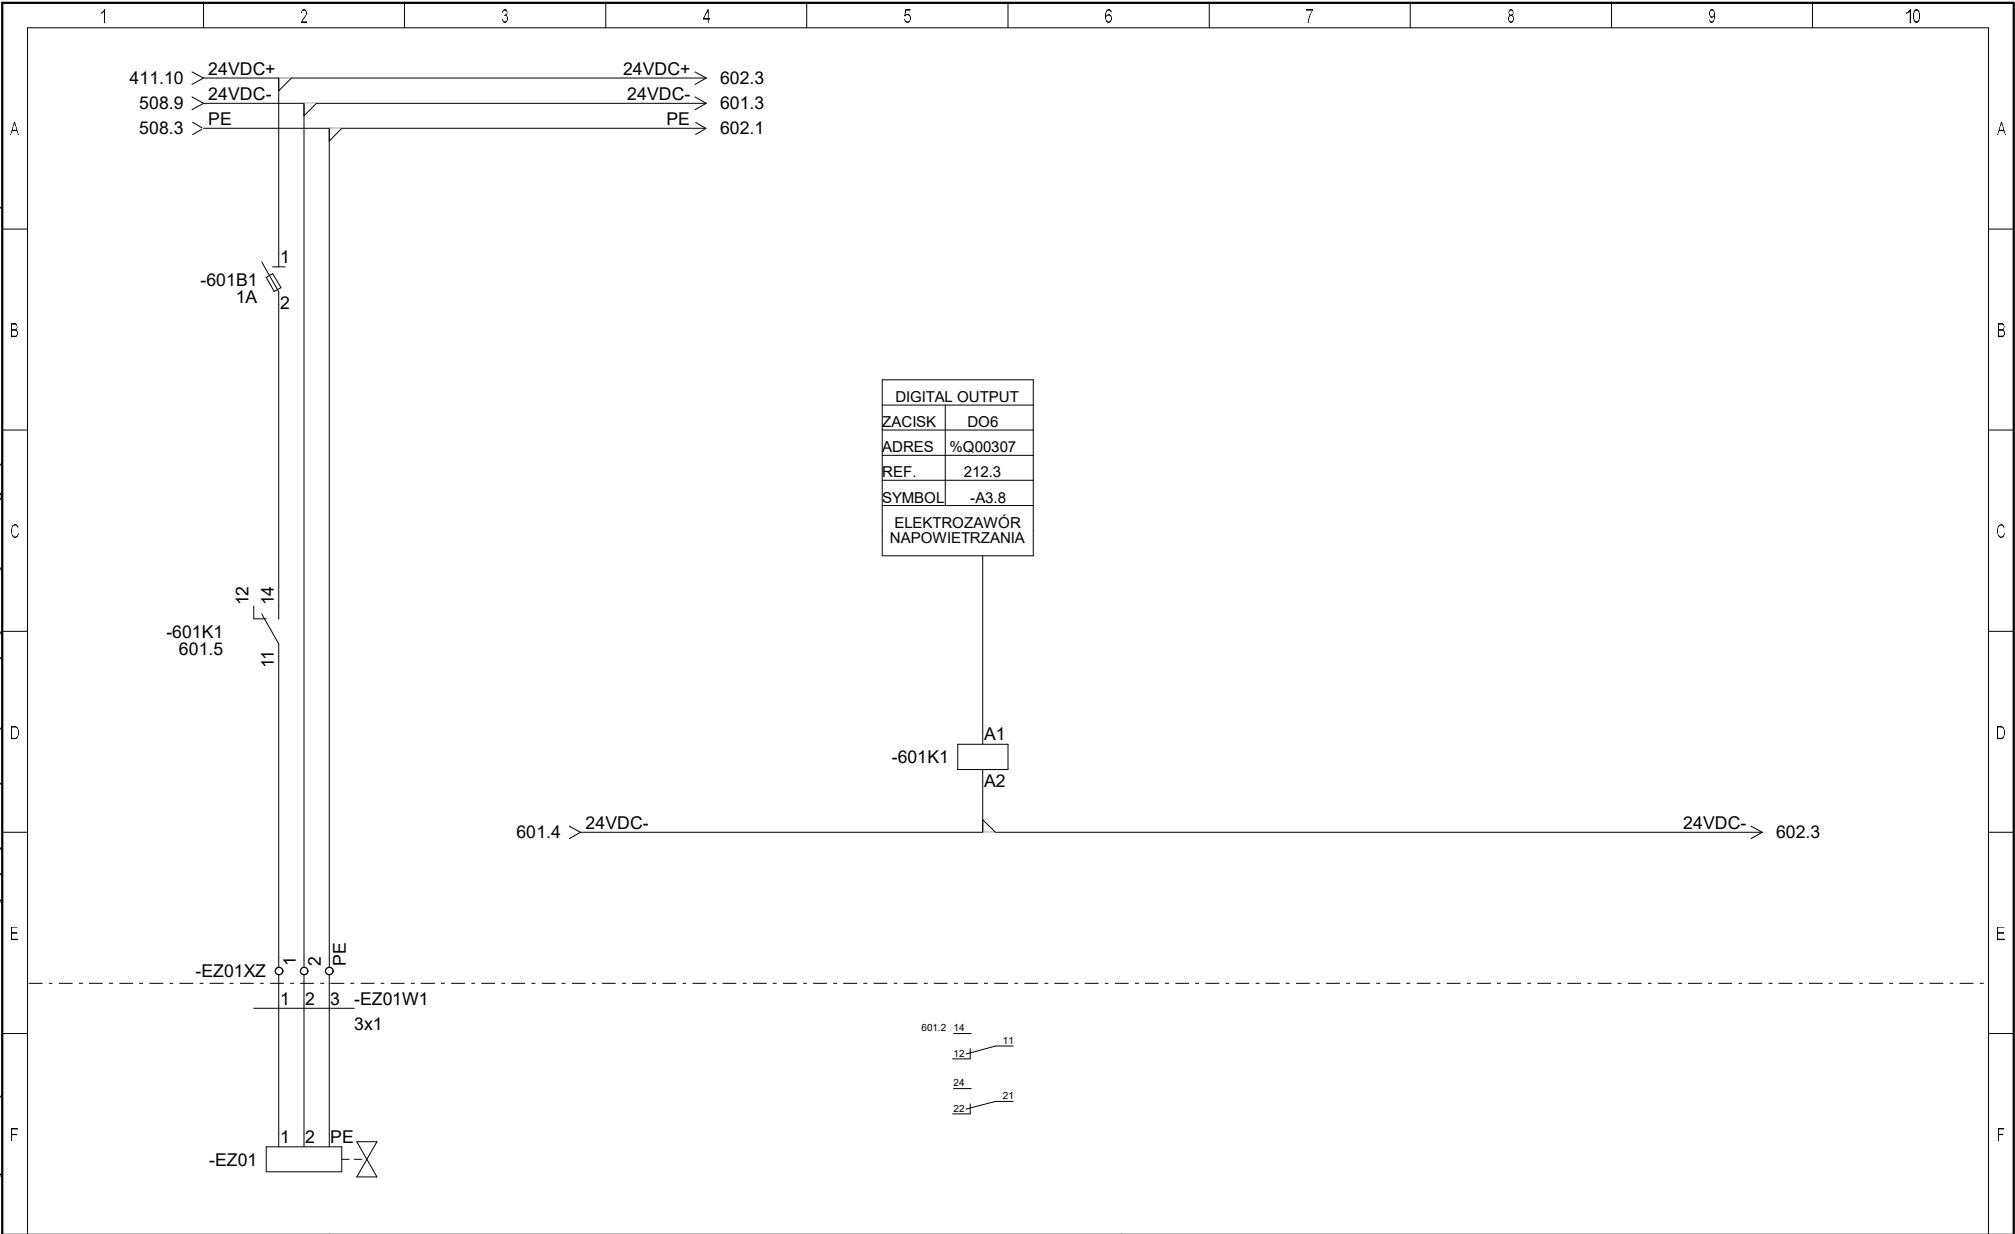 1 2 3 4 5 6 7 8 9 10
411.10 24VDC+ 24VDC+ 602.3
508.9 24VDC- 24VDC- 601.3
A 508.3 PE PE 602.1 A
1
-601B1
1A
2
B B
DIGITAL OUTPUT
ZACISK DO6
ADRES %Q00307
REF. 212.3
SYMBOL -A3.8
ELEKTROZAWÓR
NAPOWIETRZANIA
C C
12 14
-601K1
601.5
11
D A1 D
-601K1
A2
601.4 24VDC- 24VDC- 602.3
E E
-EZ01XZ 1 2 PE
1 2 3 -EZ01W1
3x1
601.2 14
11
12
24
21
22
F 1 2 PE F
-EZ01